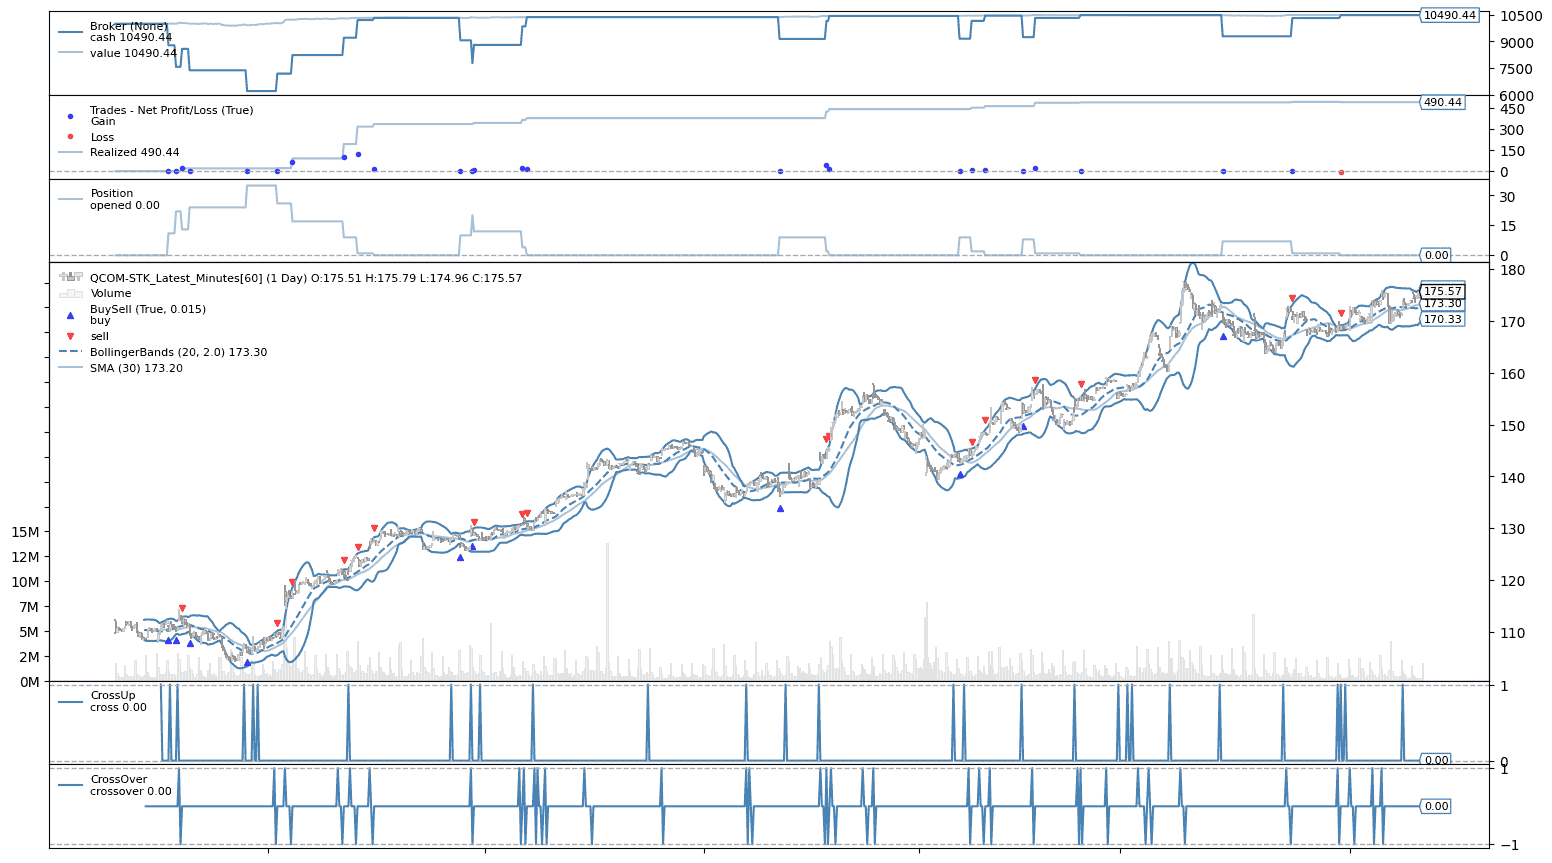 Broker (None)
cash 10490.44
value 10490.44
10490.44
10500
9000
7500
6000
Trades - Net Profit/Loss (True)
Gain
Loss
Realized 490.44
490.44
450
300
150
0
Position
opened 0.00
30
15
0
0.00
QCOM-STK_Latest_Minutes[60] (1 Day) O:175.51 H:175.79 L:174.96 C:175.57
Volume
BuySell (True, 0.015)
buy
sell
BollingerBands (20, 2.0) 173.30
SMA (30) 173.20
180
175.57
173.30
170.33
170
160
150
140
130
120
110
15M
12M
10M
7M
5M
2M
0M
CrossUp
cross 0.00
1
0.00
0
CrossOver
crossover 0.00
1
0.00
−1